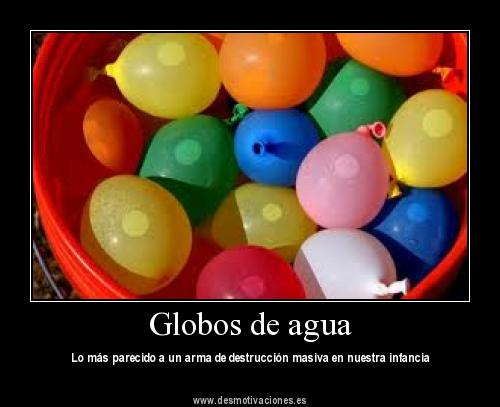 Globos de agua
Lo más parecido a un arma de destrucción masiva en nuestra infancia
www.desmotivaciones.es